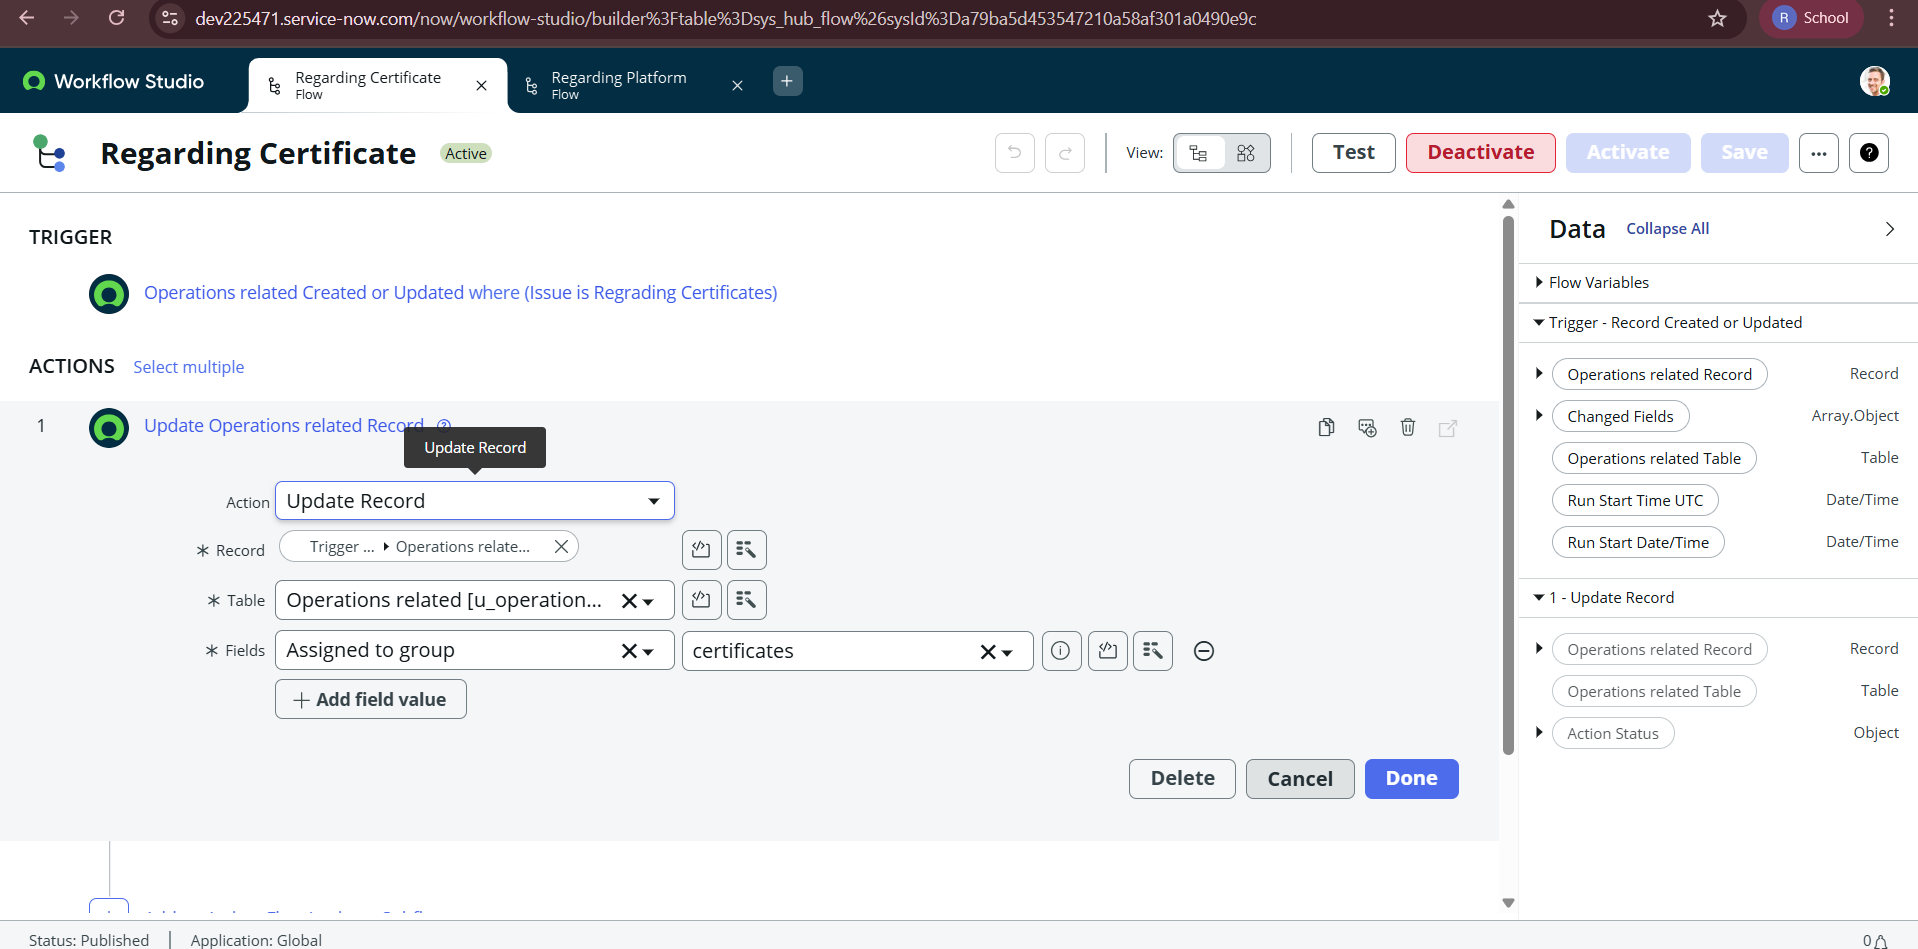 dev225471.service-now.com/now/workflow-studio/builder%3Ftable%3Dsys_hub_flow%26sysId%3Da79ba5d453547210a58af301a0490e9c
R School
Workflow Studio
Regarding Certificate
Flow
Regarding Platform
Flow
Regarding Certificate
Active
View:
Test
Deactivate
Activate
Save
TRIGGER
Operations related Created or Updated where (Issue is Regrading Certificates)
ACTIONS
Select multiple
1
Update Operations related Record
Update Record
Action
Update Record
* Record
Trigger ... Operations relate...
* Table
Operations related [u_operation...
* Fields
Assigned to group
certificates
+ Add field value
Delete
Cancel
Done
Data
Collapse All
Flow Variables
Trigger - Record Created or Updated
Operations related Record
Record
Changed Fields
Array.Object
Operations related Table
Table
Run Start Time UTC
Date/Time
Run Start Date/Time
Date/Time
1 - Update Record
Operations related Record
Record
Operations related Table
Table
Action Status
Object
Status: Published
Application: Global
0